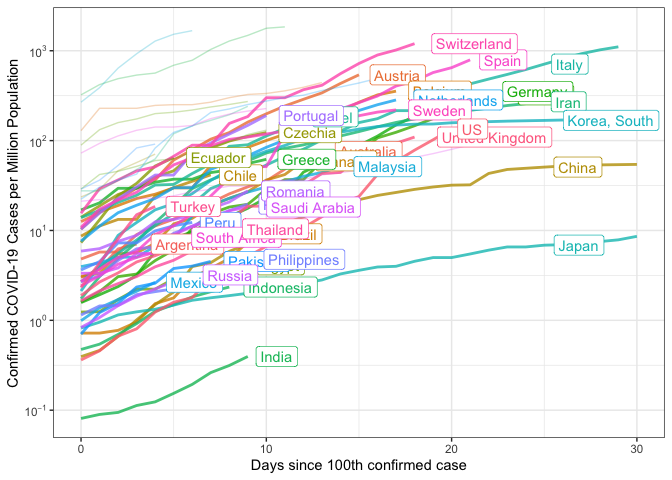 Confirmed COVID-19 Cases per Million Population
10³
10²
10¹
10⁰
10⁻¹
Switzerland
Spain
Italy
Austria
Belgium
Germany
Netherlands
Iran
Portugal
Sweden
Korea, South
US
United Kingdom
Czechia
Australia
Ecuador
Greece
Malaysia
China
Chile
Romania
Turkey
Saudi Arabia
Peru
Thailand
South Africa
Argentina
Japan
Philippines
Russia
Mexico
Indonesia
India
0
10
20
30
Days since 100th confirmed case